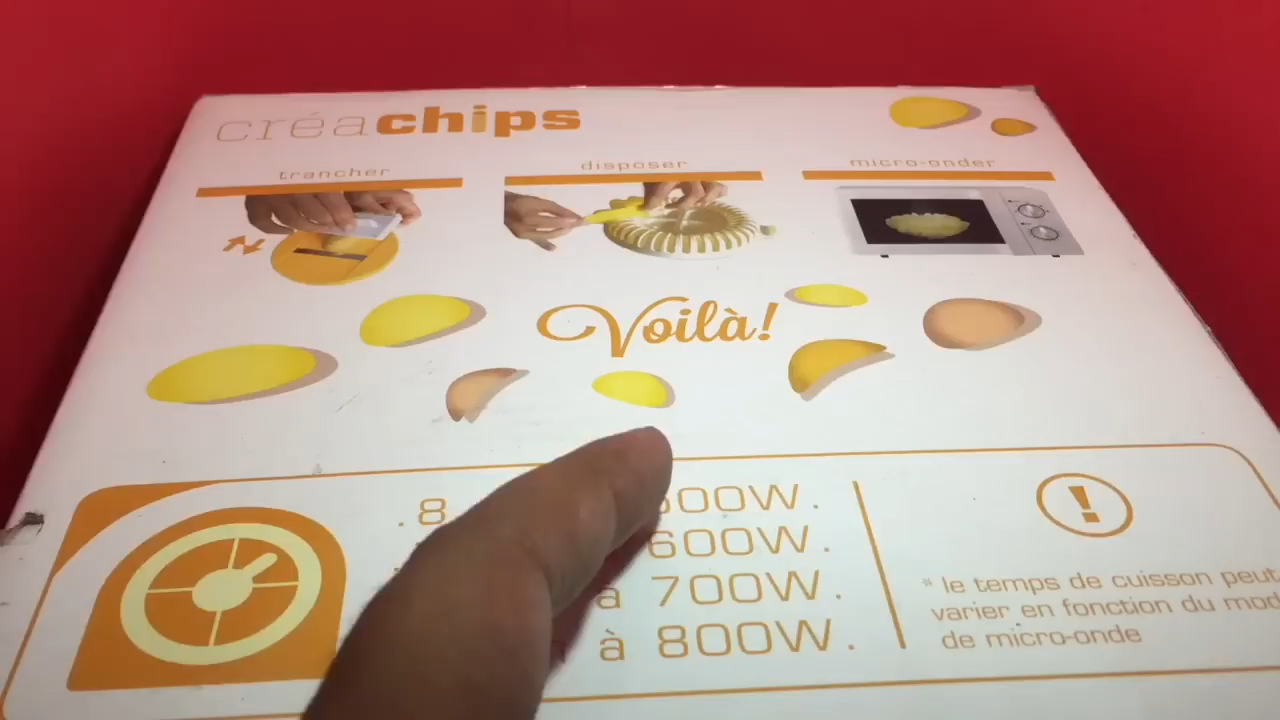 créachips
trancher
disposer
micro-onder
Voilà!
. 8 500W.
600W.
à 700W.
à 800W.
!
* le temps de cuisson peut
varier en fonction du
de micro-onde